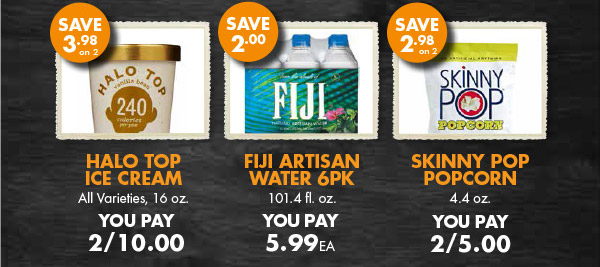 SAVE
3.98
on 2
HALO TOP
vanilla bean
240
calories
per pint
HALO TOP
ICE CREAM
All Varieties, 16 oz.
YOU PAY
2/10.00
SAVE
2.00
FIJI
NATURAL ARTESIAN WATER
FIJI ARTISAN
WATER 6PK
101.4 fl. oz.
YOU PAY
5.99EA
SAVE
2.98
on 2
SKINNY
POP
POPCORN
SKINNY POP
POPCORN
4.4 oz.
YOU PAY
2/5.00